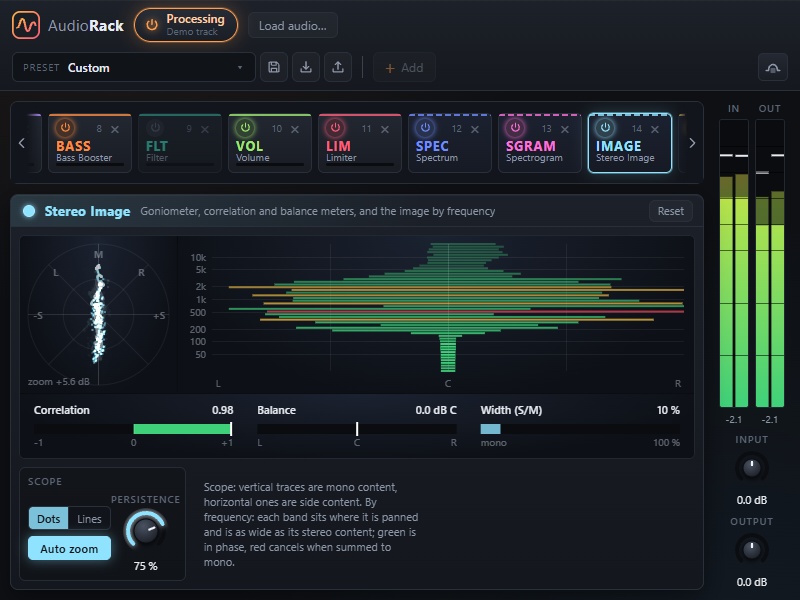 AudioRack
Processing
Demo track
Load audio...
PRESET Custom
+ Add
8
BASS
Bass Booster
9
FLT
Filter
10
VOL
Volume
11
LIM
Limiter
12
SPEC
Spectrum
13
SGRAM
Spectrogram
14
IMAGE
Stereo Image
IN OUT
Stereo Image Goniometer, correlation and balance meters, and the image by frequency Reset
M
L R
-S +S
zoom +5.6 dB
10k
5k
2k
1k
500
200
100
50
L C R
Correlation 0.98
-1 0 +1
Balance 0.0 dB C
L C R
Width (S/M) 10 %
mono 100 %
-2.1 -2.1
INPUT
0.0 dB
OUTPUT
0.0 dB
SCOPE
Dots Lines
Auto zoom
PERSISTENCE
75 %
Scope: vertical traces are mono content,
horizontal ones are side content. By
frequency: each band sits where it is panned
and is as wide as its stereo content; green is
in phase, red cancels when summed to
mono.